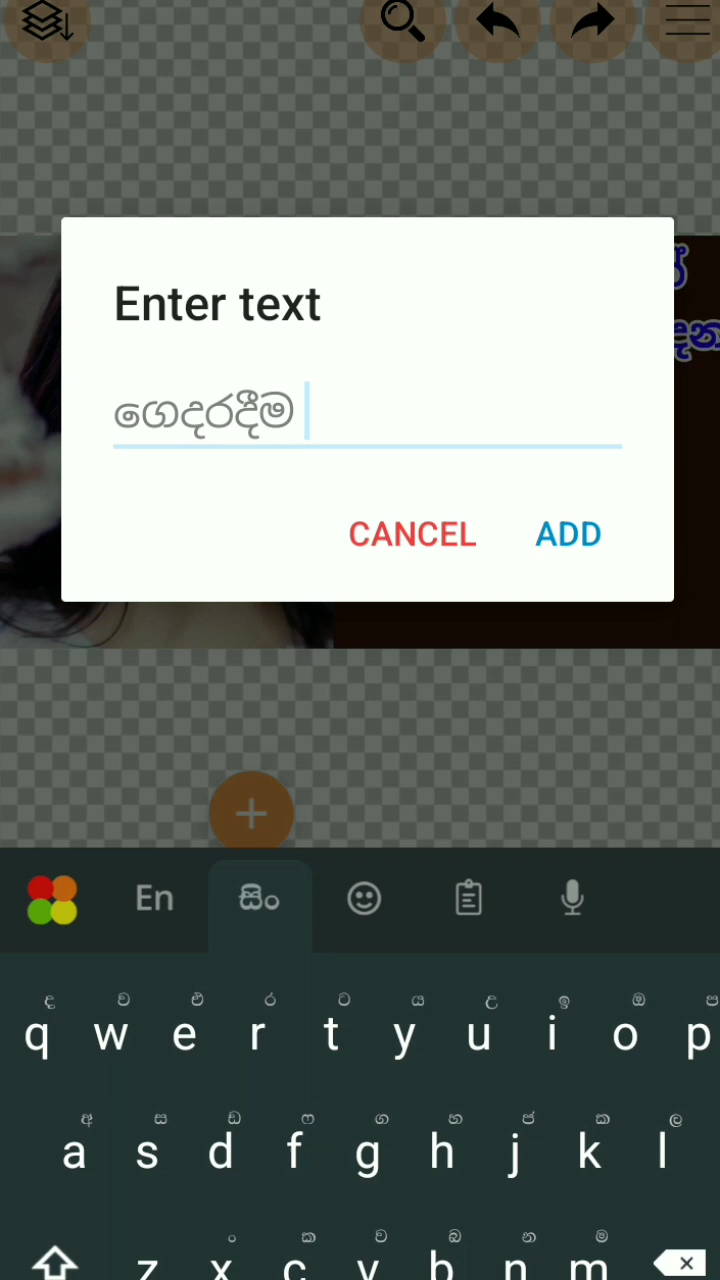 Enter text
ගෙදරදීම
CANCEL ADD
En සිං
ද ව එ ර ට ය උ ඉ ඔ ප
q w e r t y u i o p
අ ස ඩ ෆ ග හ ජ ක ල
a s d f g h j k l
ං ක ව බ න ම
z x c v b n m